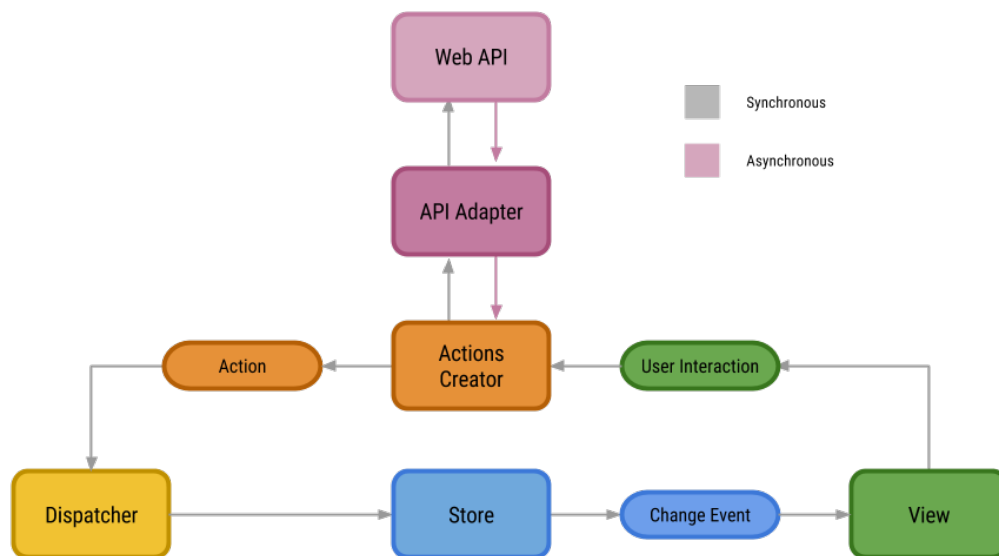 Web API
Synchronous
Asynchronous
API Adapter
Action
Actions
Creator
User Interaction
Dispatcher
Store
Change Event
View